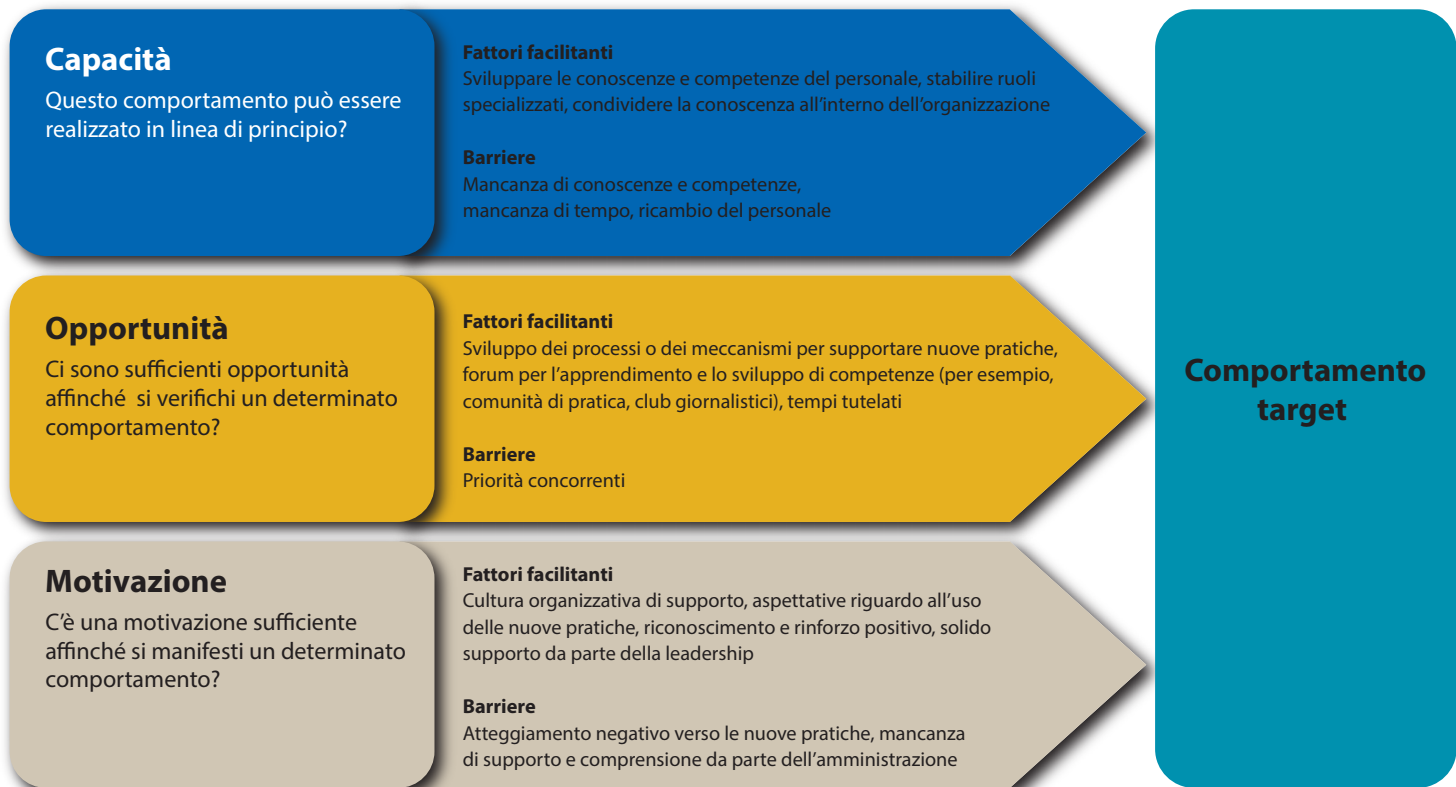 Capacità
Questo comportamento può essere
realizzato in linea di principio?
Fattori facilitanti
Sviluppare le conoscenze e competenze del personale, stabilire ruoli
specializzati, condividere la conoscenza all'interno dell'organizzazione
Barriere
Mancanza di conoscenze e competenze,
mancanza di tempo, ricambio del personale
Opportunità
Ci sono sufficienti opportunità
affinché si verifichi un determinato
comportamento?
Fattori facilitanti
Sviluppo dei processi o dei meccanismi per supportare nuove pratiche,
forum per l'apprendimento e lo sviluppo di competenze (per esempio,
comunità di pratica, club giornalistici), tempi tutelati
Barriere
Priorità concorrenti
Motivazione
C'è una motivazione sufficiente
affinché si manifesti un determinato
comportamento?
Fattori facilitanti
Cultura organizzativa di supporto, aspettative riguardo all'uso
delle nuove pratiche, riconoscimento e rinforzo positivo, solido
supporto da parte della leadership
Barriere
Atteggiamento negativo verso le nuove pratiche, mancanza
di supporto e comprensione da parte dell'amministrazione
Comportamento
target